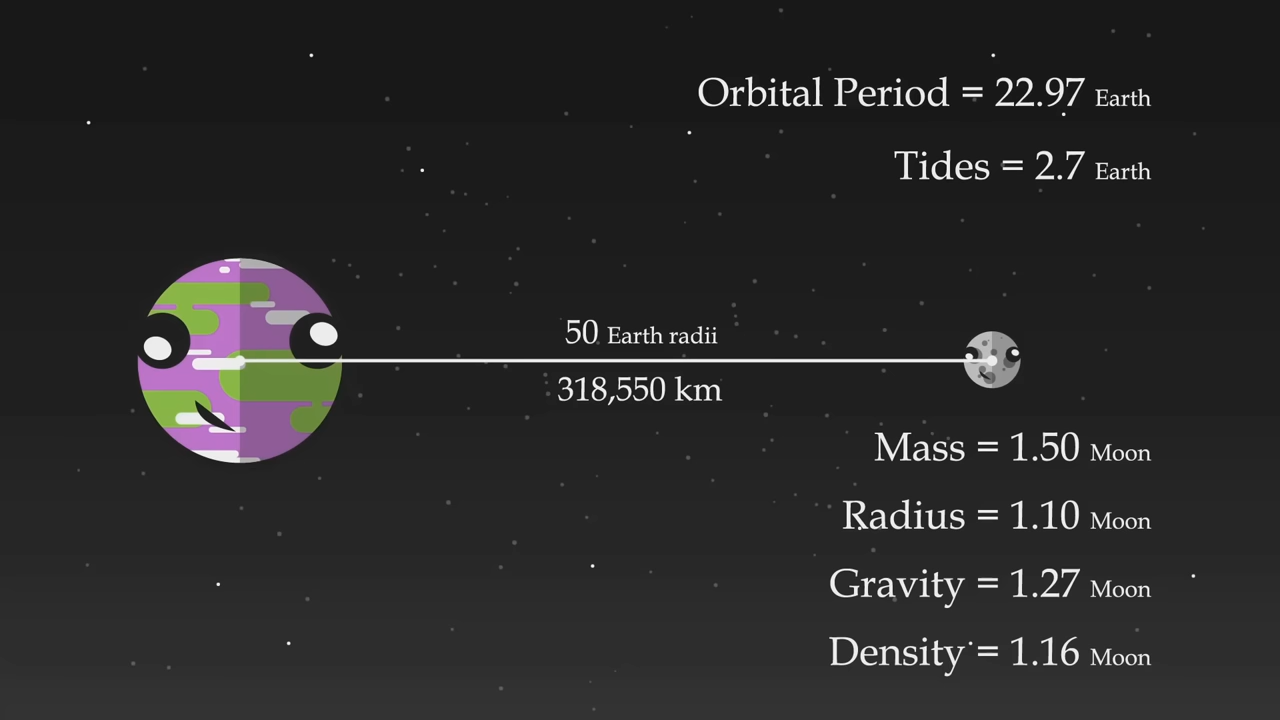 Orbital Period = 22.97 Earth
Tides = 2.7 Earth
50 Earth radii
318,550 km
Mass = 1.50 Moon
Radius = 1.10 Moon
Gravity = 1.27 Moon
Density = 1.16 Moon